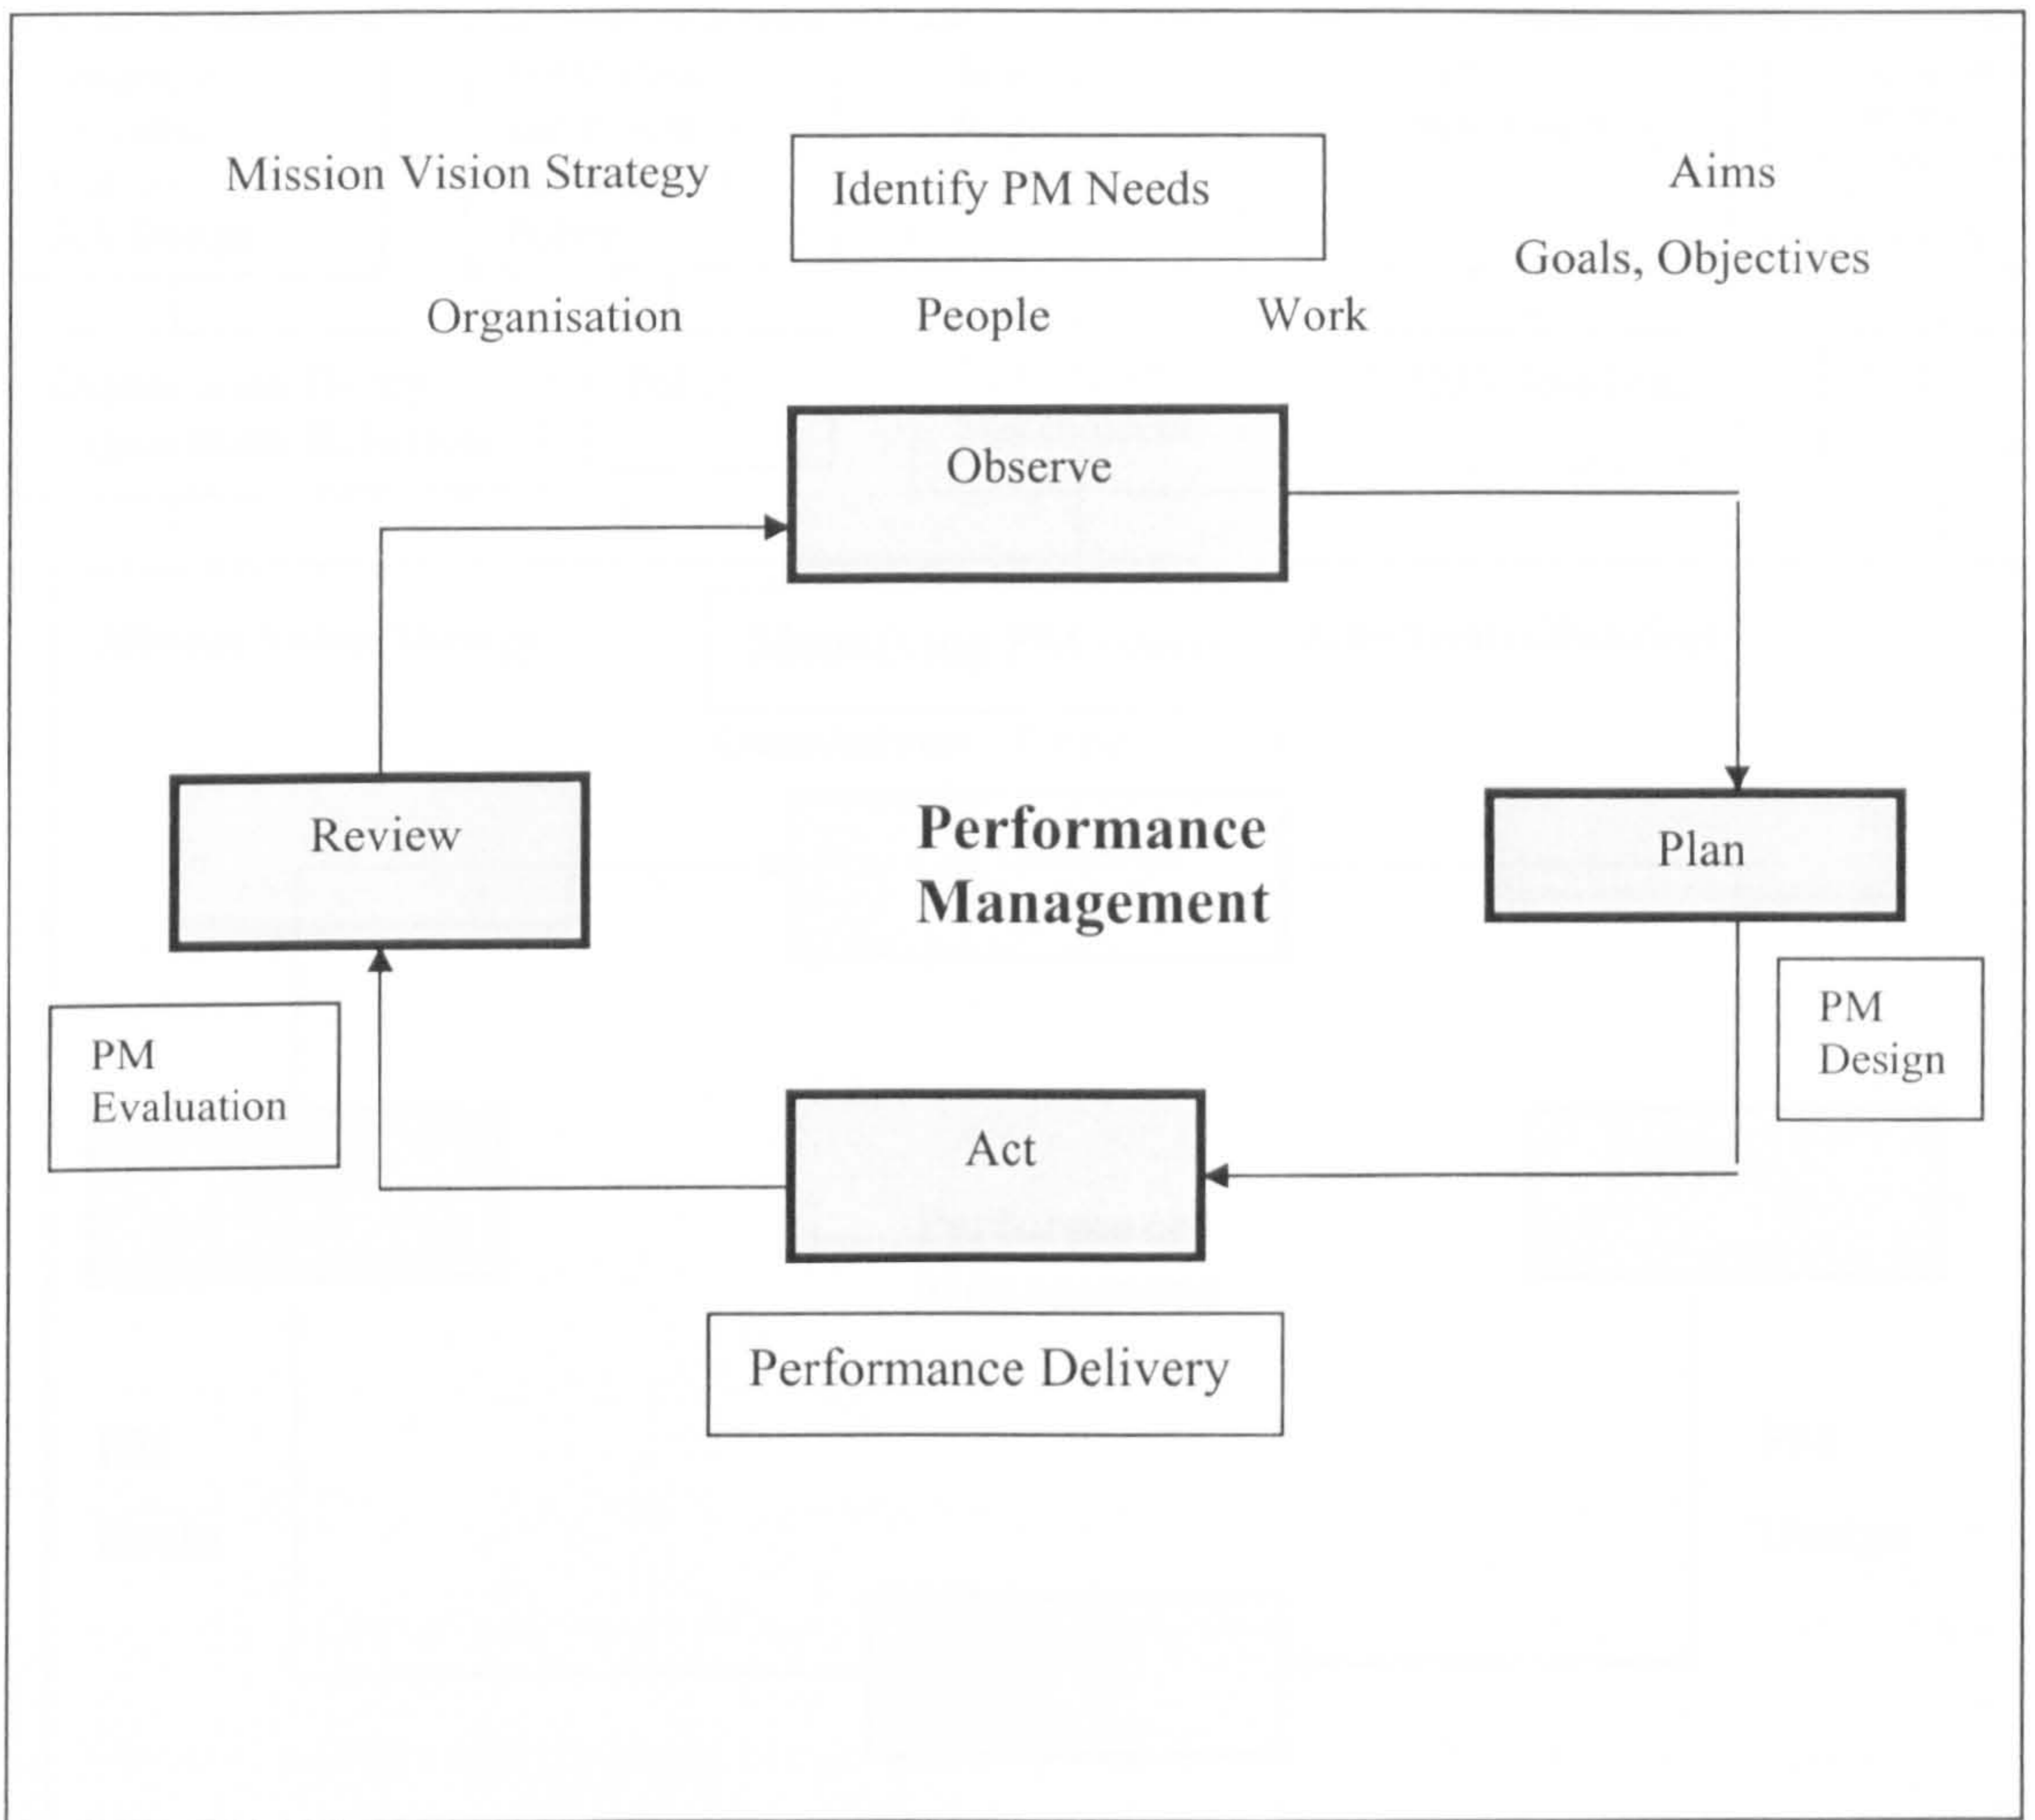 Mission Vision Strategy
Identify PM Needs
Aims
Goals, Objectives
Organisation
People
Work
Observe
Review
Performance
Management
Plan
PM
Evaluation
PM
Design
Act
Performance Delivery